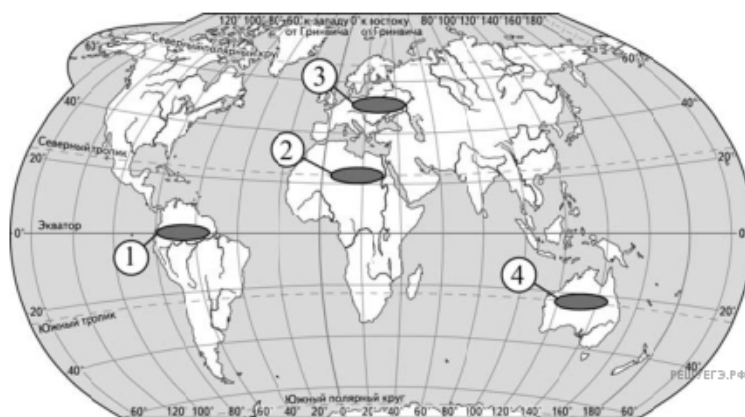 120˚ 100˚ 80˚ 60˚ к западу 0˚ к востоку 80˚ 100˚ 120˚ 140˚ 160˚ 180˚
от Гринвича от Гринвича
60˚ Северный полярный круг 60˚
3
40˚ 40˚
2
Северный тропик
20˚ 20˚
Экватор
0˚ 0˚
1
4
20˚ 20˚
Южный тропик
40˚ 40˚
РЕШУЕГЭ.РФ
Южный полярный круг
60˚ 120˚ 100˚ 80˚ 60˚ 40˚ 20˚ 0˚ 20˚ 40˚ 60˚ 80˚ 100˚ 120˚ 140˚ 160˚ 60˚